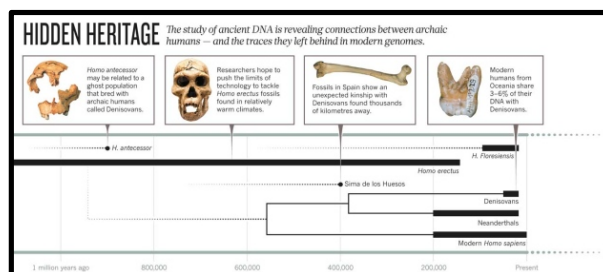 HIDDEN HERITAGE
The study of ancient DNA is revealing connections between archaic
humans — and the traces they left behind in modern genomes.
Homo antecessor
may be related to a
ghost population
that bred with
archaic humans
called Denisovans.
Researchers hope to
push the limits of
technology to tackle
Homo erectus fossils
found in relatively
warm climates.
Fossils in Spain show an
unexpected kinship with
Denisovans found thousands
of kilometres away.
Modern
humans from
Oceania share
3–6% of their
DNA with
Denisovans.
H. antecessor
H. Floresiensis
Homo erectus
Sima de los Huesos
Denisovans
Neanderthals
Modern Homo sapiens
1 million years ago
800,000
600,000
400,000
200,000
Present